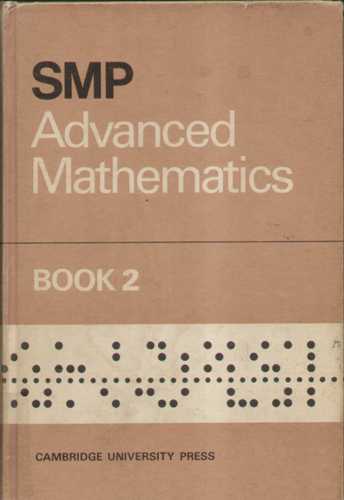 SMP
Advanced
Mathematics
BOOK 2
CAMBRIDGE UNIVERSITY PRESS